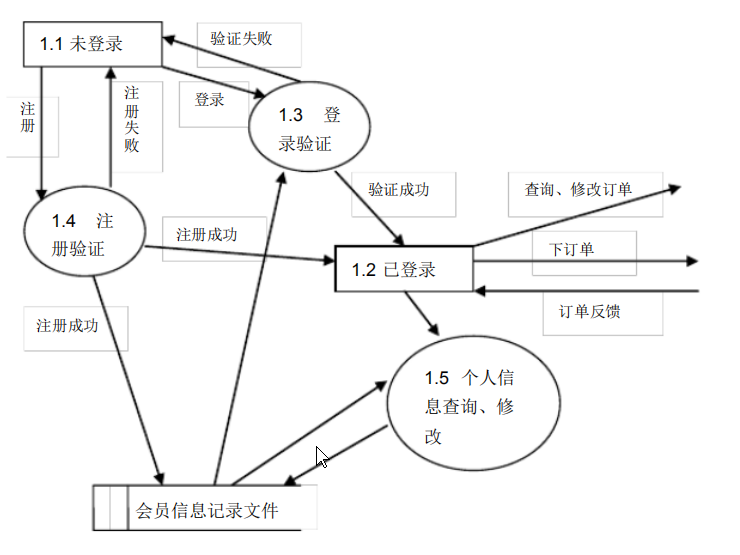 1.1 未登录
验证失败
登录
注
册
注
册
失
败
1.3 登
录验证
验证成功
查询、修改订单
1.4 注
册验证
注册成功
下订单
1.2 已登录
订单反馈
注册成功
1.5 个人信
息查询、修
改
会员信息记录文件